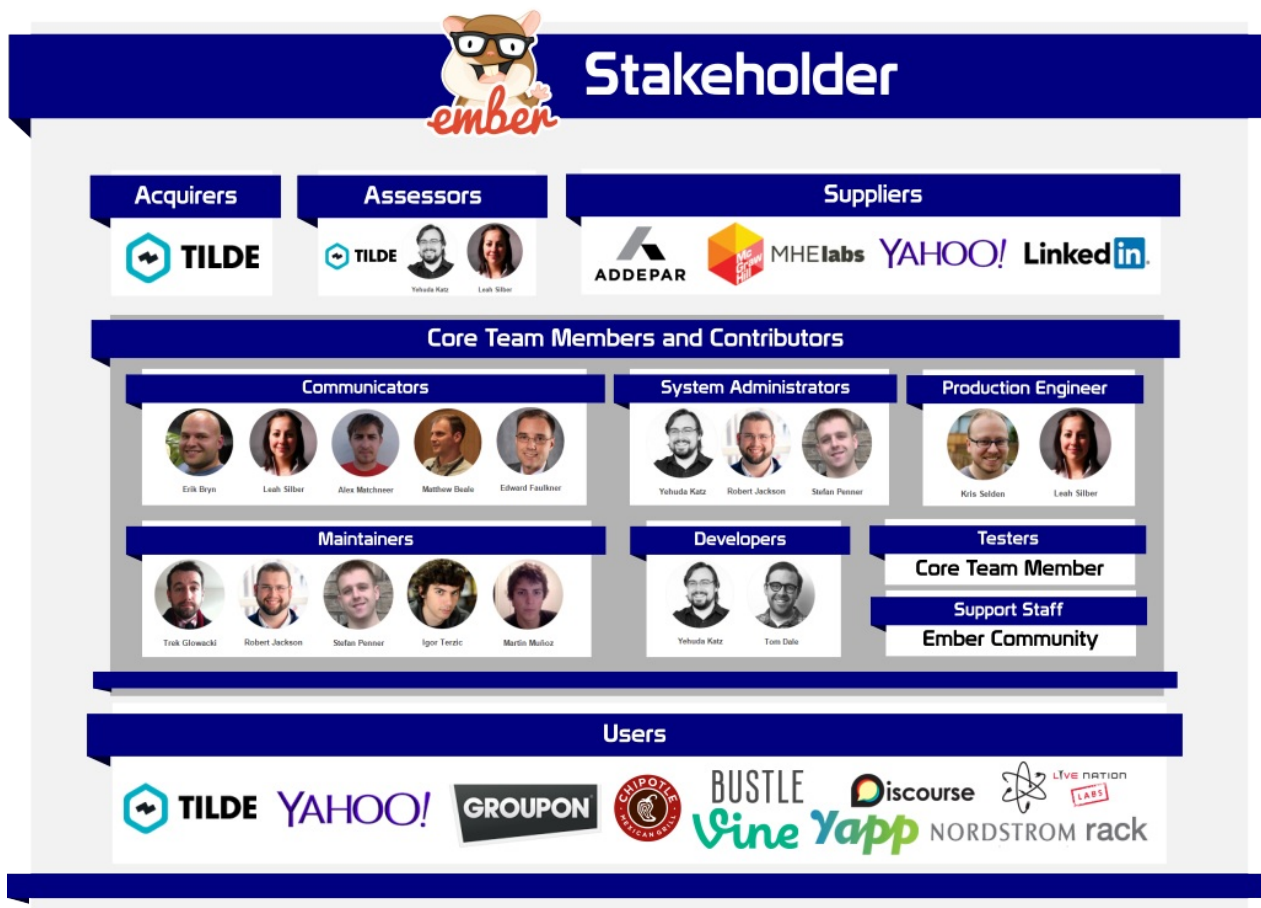 ember
Stakeholder
Acquirers
TILDE
Assessors
TILDE
Yehuda Katz
Leah Silber
Suppliers
ADDEPAR
Mc
Graw
Hill
MHElabs
YAHOO!
Linked in.
Core Team Members and Contributors
Communicators
Erik Bryn
Leah Silber
Alex Matchneer
Matthew Beale
Edward Faulkner
System Administrators
Yehuda Katz
Robert Jackson
Stefan Penner
Production Engineer
Kris Selden
Leah Silber
Maintainers
Trek Glowacki
Robert Jackson
Stefan Penner
Igor Terzic
Martin Muñoz
Developers
Yehuda Katz
Tom Dale
Testers
Core Team Member
Support Staff
Ember Community
Users
TILDE
YAHOO!
GROUPON
CHIPOTLE
MEXICAN GRILL
BUSTLE
Vine
Discourse
Yapp
LIVE NATION
LABS
NORDSTROM rack